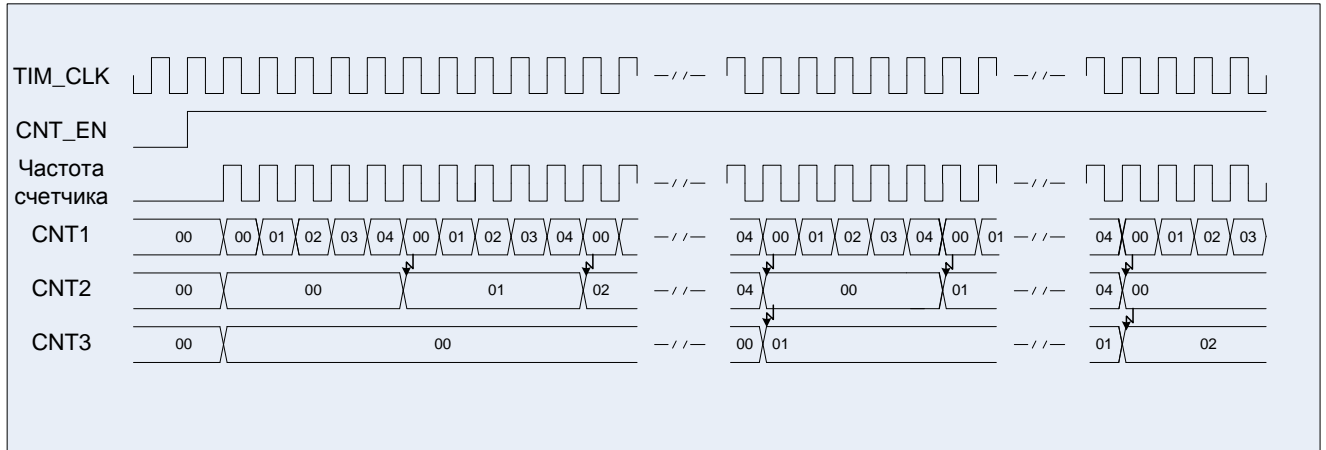 TIM_CLK
CNT_EN
Частота
счетчика
CNT1 00 00 01 02 03 04 00 01 02 03 04 00 04 00 01 02 03 04 00 01 04 00 01 02 03
CNT2 00 00 01 02 04 00 01 04 00
CNT3 00 00 00 01 01 02